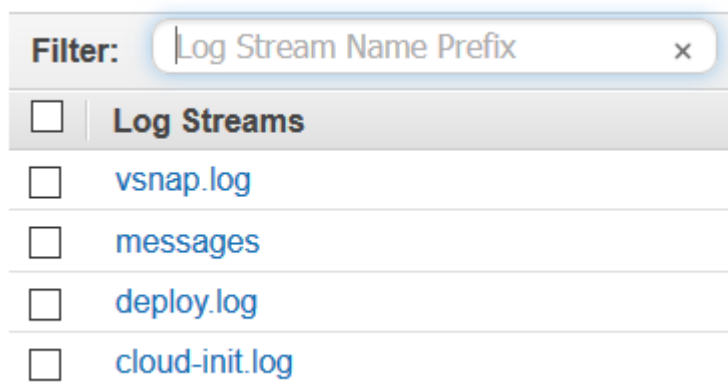 Filter: Log Stream Name Prefix ×
Log Streams
vsnap.log
messages
deploy.log
cloud-init.log